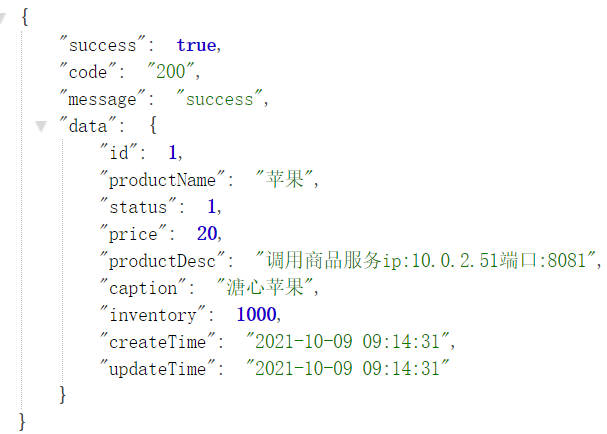 {
"success": true,
"code": "200",
"message": "success",
"data": {
"id": 1,
"productName": "苹果",
"status": 1,
"price": 20,
"productDesc": "调用商品服务ip:10.0.2.51端口:8081",
"caption": "溏心苹果",
"inventory": 1000,
"createTime": "2021-10-09 09:14:31",
"updateTime": "2021-10-09 09:14:31"
}
}